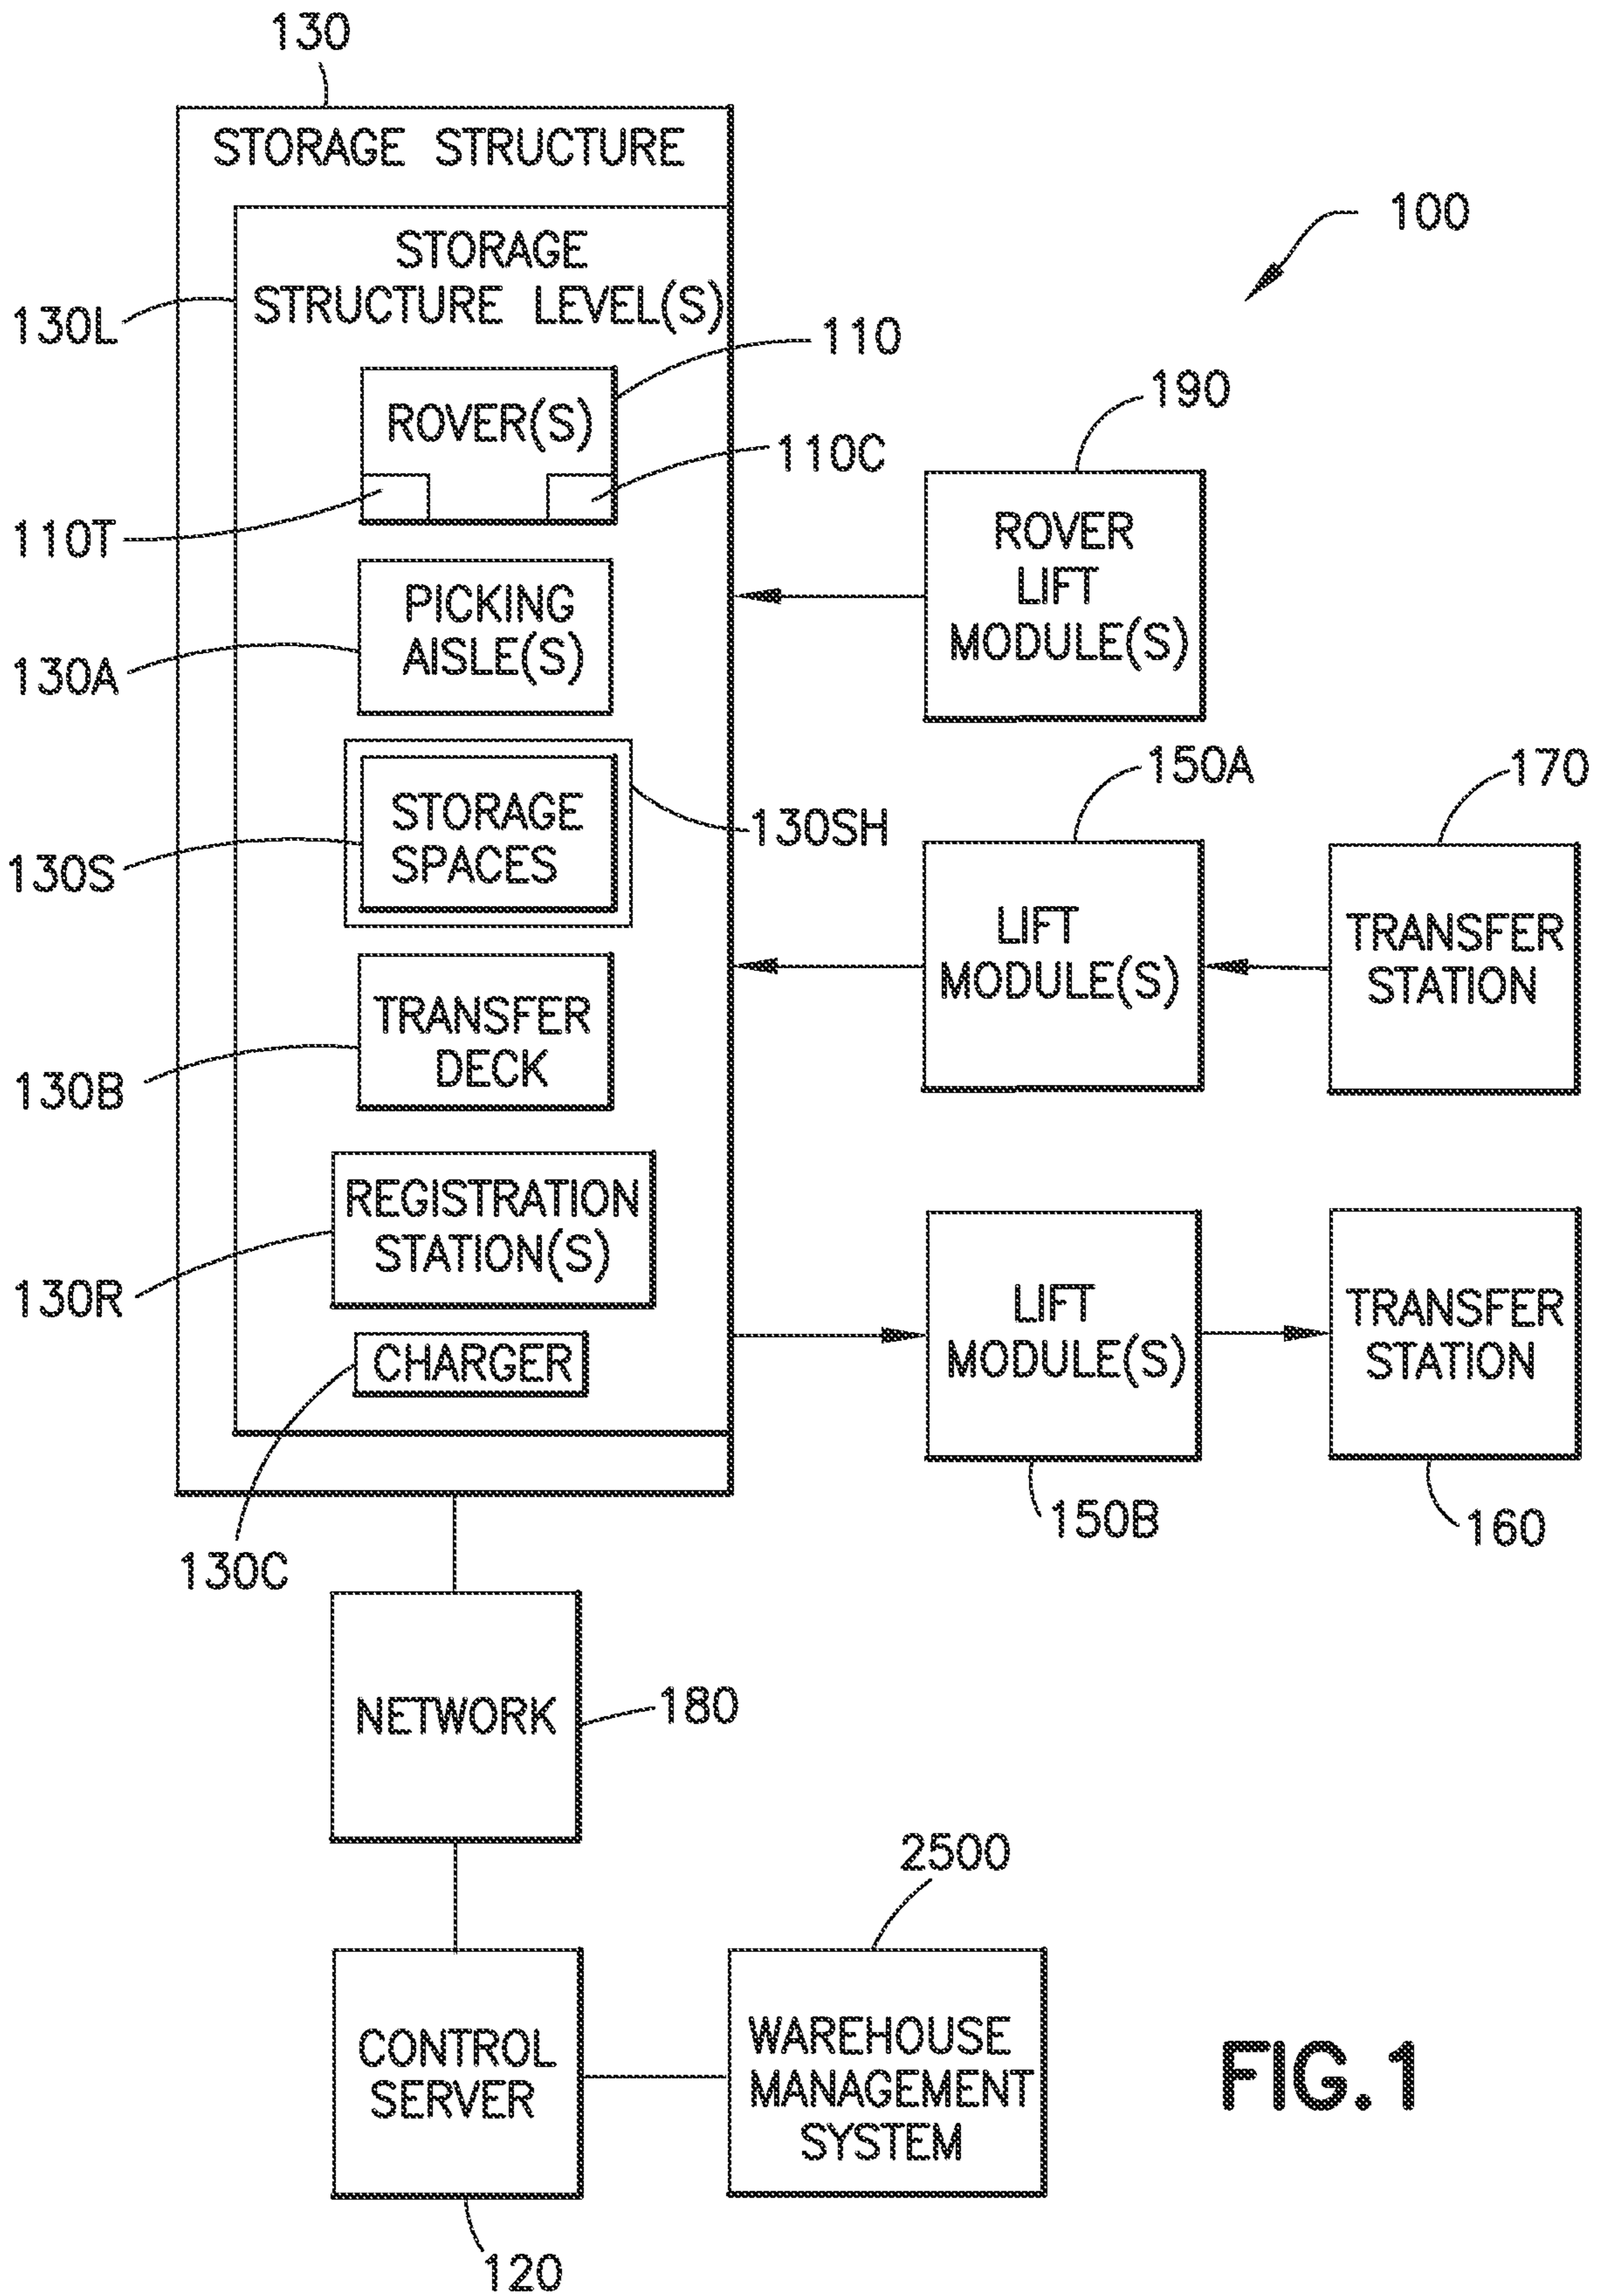 130
STORAGE STRUCTURE
100
STORAGE
STRUCTURE LEVEL(S)
130L
110
ROVER(S)
110C
110T
190
ROVER
LIFT
MODULE(S)
PICKING
AISLE(S)
130A
150A
170
STORAGE
SPACES
130SH
130S
LIFT
MODULE(S)
TRANSFER
STATION
TRANSFER
DECK
130B
REGISTRATION
STATION(S)
130R
LIFT
MODULE(S)
TRANSFER
STATION
CHARGER
150B
160
130C
NETWORK
180
2500
CONTROL
SERVER
WAREHOUSE
MANAGEMENT
SYSTEM
120
FIG. 1